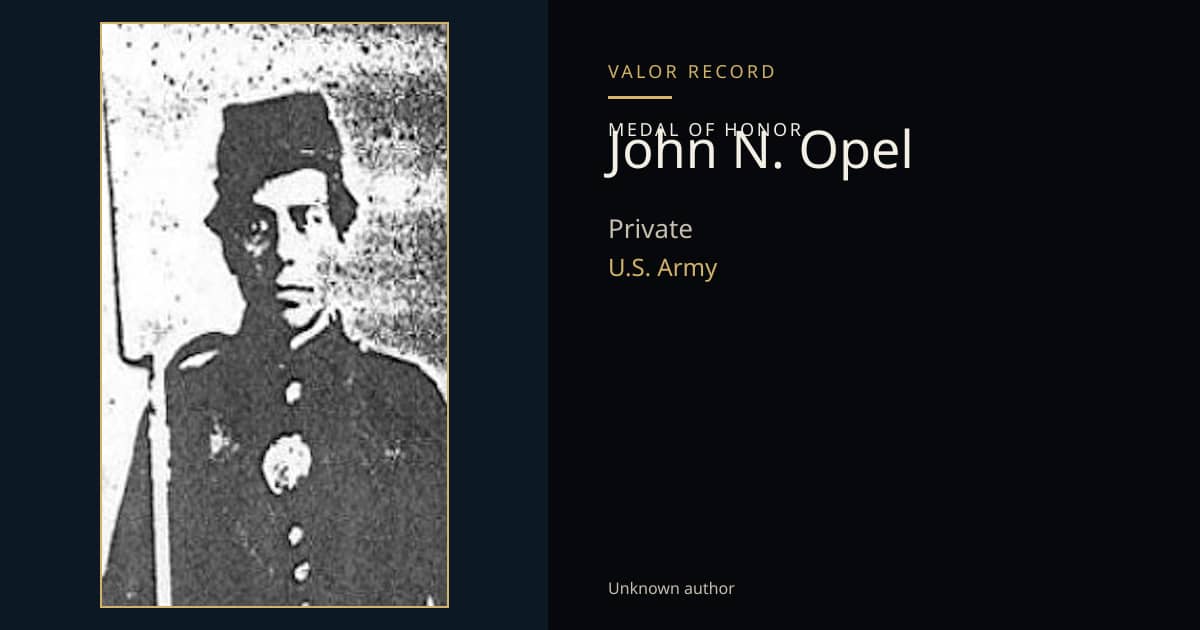 VALOR RECORD
MEDAL OF HONOR
John N. Opel
Private
U.S. Army
Unknown author